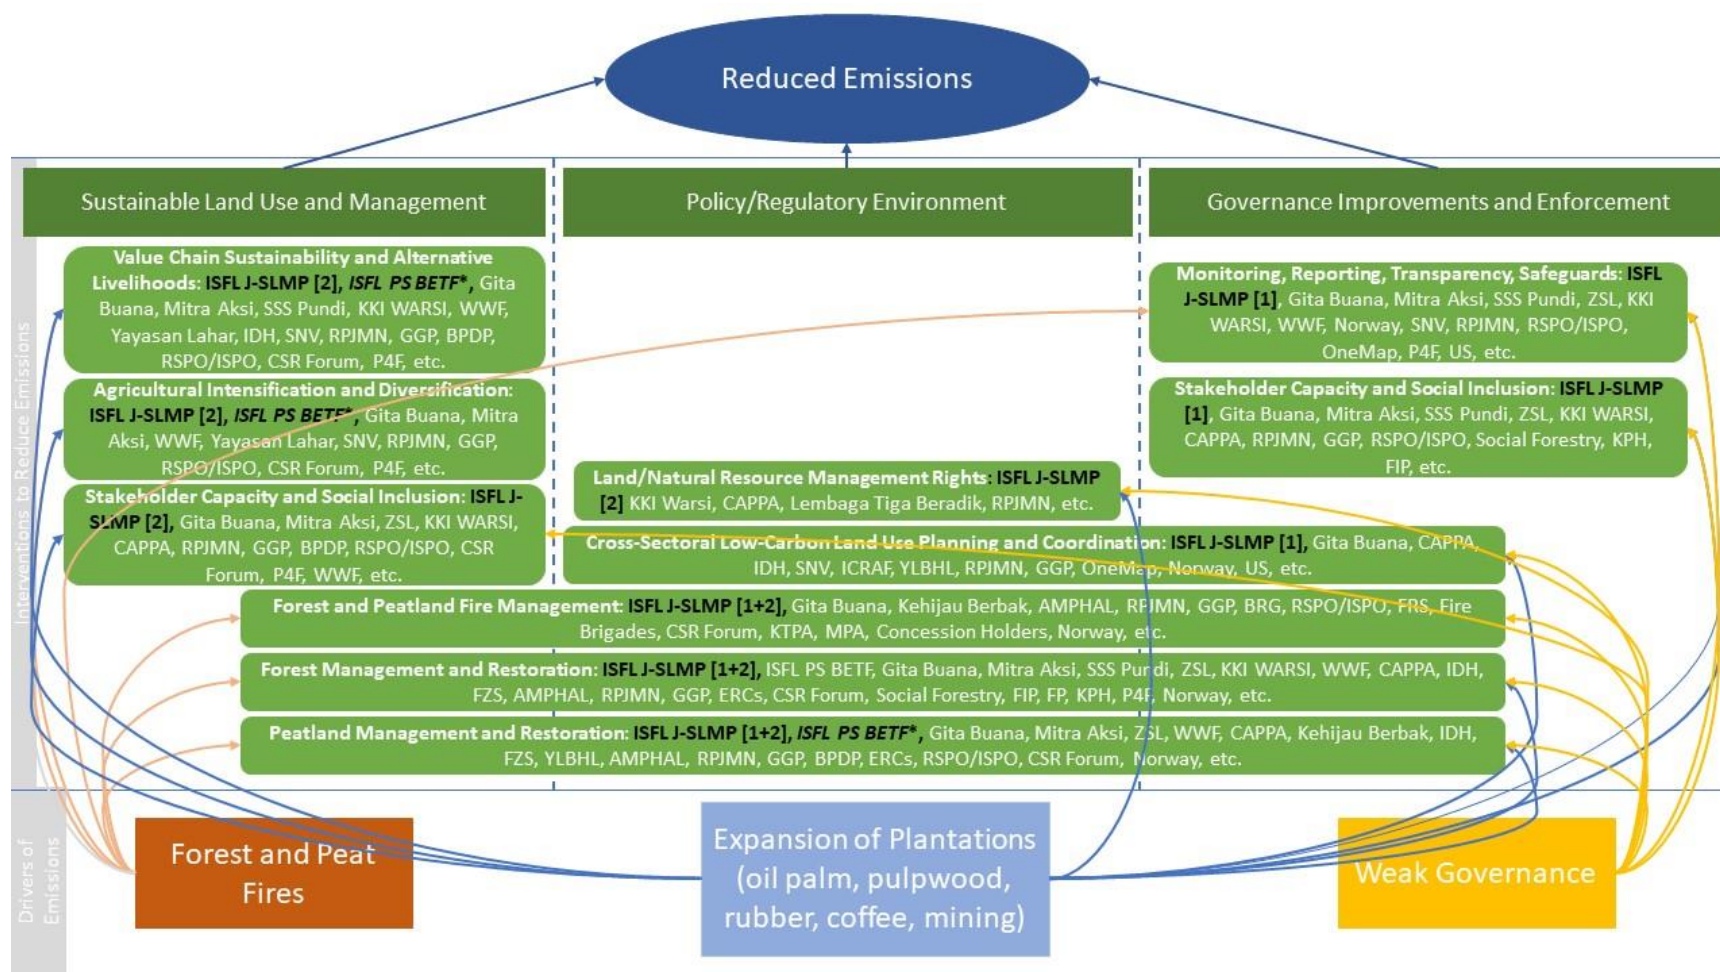 Reduced Emissions
Interventions to Reduce Emissions
Sustainable Land Use and Management
Policy/Regulatory Environment
Governance Improvements and Enforcement
Value Chain Sustainability and Alternative
Livelihoods: ISFL J-SLMP [2], ISFL PS BETF*, Gita
Buana, Mitra Aksi, SSS Pundi, KKI WARSI, WWF,
Yayasan Lahar, IDH, SNV, RPJMN, GGP, BPDP,
RSPO/ISPO, CSR Forum, P4F, etc.
Agricultural Intensification and Diversification:
ISFL J-SLMP [2], ISFL PS BETF*, Gita Buana, Mitra
Aksi, WWF, Yayasan Lahar, SNV, RPJMN, GGP,
RSPO/ISPO, CSR Forum, P4F, etc.
Stakeholder Capacity and Social Inclusion: ISFL J-
SLMP [2], Gita Buana, Mitra Aksi, ZSL, KKI WARSI,
CAPPA, RPJMN, GGP, BPDP, RSPO/ISPO, CSR
Forum, P4F, WWF, etc.
Monitoring, Reporting, Transparency, Safeguards: ISFL
J-SLMP [1], Gita Buana, Mitra Aksi, SSS Pundi, ZSL, KKI
WARSI, WWF, Norway, SNV, RPJMN, RSPO/ISPO,
OneMap, P4F, US, etc.
Stakeholder Capacity and Social Inclusion: ISFL J-SLMP
[1], Gita Buana, Mitra Aksi, SSS Pundi, ZSL, KKI WARSI,
CAPPA, RPJMN, GGP, RSPO/ISPO, Social Forestry, KPH,
FIP, etc.
Land/Natural Resource Management Rights: ISFL J-SLMP
[2] KKI Warsi, CAPPA, Lembaga Tiga Beradik, RPJMN, etc.
Cross-Sectoral Low-Carbon Land Use Planning and Coordination: ISFL J-SLMP [1], Gita Buana, CAPPA,
IDH, SNV, ICRAF, YLBHL, RPJMN, GGP, OneMap, Norway, US, etc.
Forest and Peatland Fire Management: ISFL J-SLMP [1+2], Gita Buana, Kehijau Berbak, AMPHAL, RPJMN, GGP, BRG, RSPO/ISPO, FRS, Fire
Brigades, CSR Forum, KTPA, MPA, Concession Holders, Norway, etc.
Forest Management and Restoration: ISFL J-SLMP [1+2], ISFL PS BETF, Gita Buana, Mitra Aksi, SSS Pundi, ZSL, KKI WARSI, WWF, CAPPA, IDH,
FZS, AMPHAL, RPJMN, GGP, ERCs, CSR Forum, Social Forestry, FIP, FP, KPH, P4F, Norway, etc.
Peatland Management and Restoration: ISFL J-SLMP [1+2], ISFL PS BETF*, Gita Buana, Mitra Aksi, ZSL, WWF, CAPPA, Kehijau Berbak, IDH,
FZS, YLBHL, AMPHAL, RPJMN, GGP, BPDP, ERCs, RSPO/ISPO, CSR Forum, Norway, etc.
Drivers of
Emissions
Forest and Peat
Fires
Expansion of Plantations
(oil palm, pulpwood,
rubber, coffee, mining)
Weak Governance